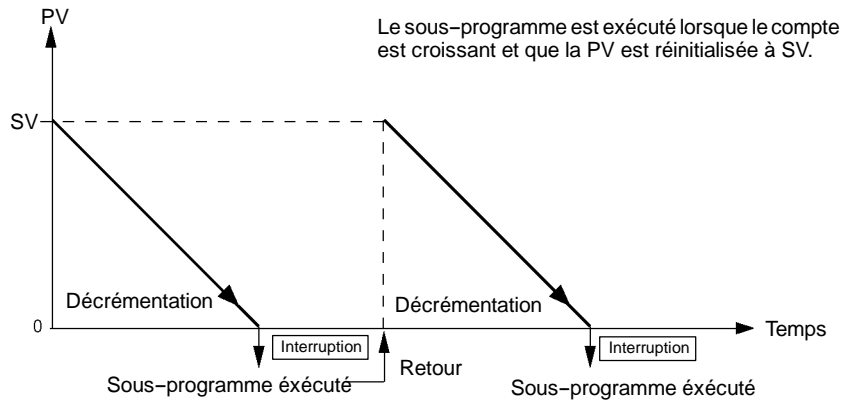 PV
Le sous-programme est exécuté lorsque le compte
est croissant et que la PV est réinitialisée à SV.
SV
Décrémentation
Décrémentation
0
Temps
Interruption
Interruption
Retour
Sous-programme éxécuté
Sous-programme éxécuté